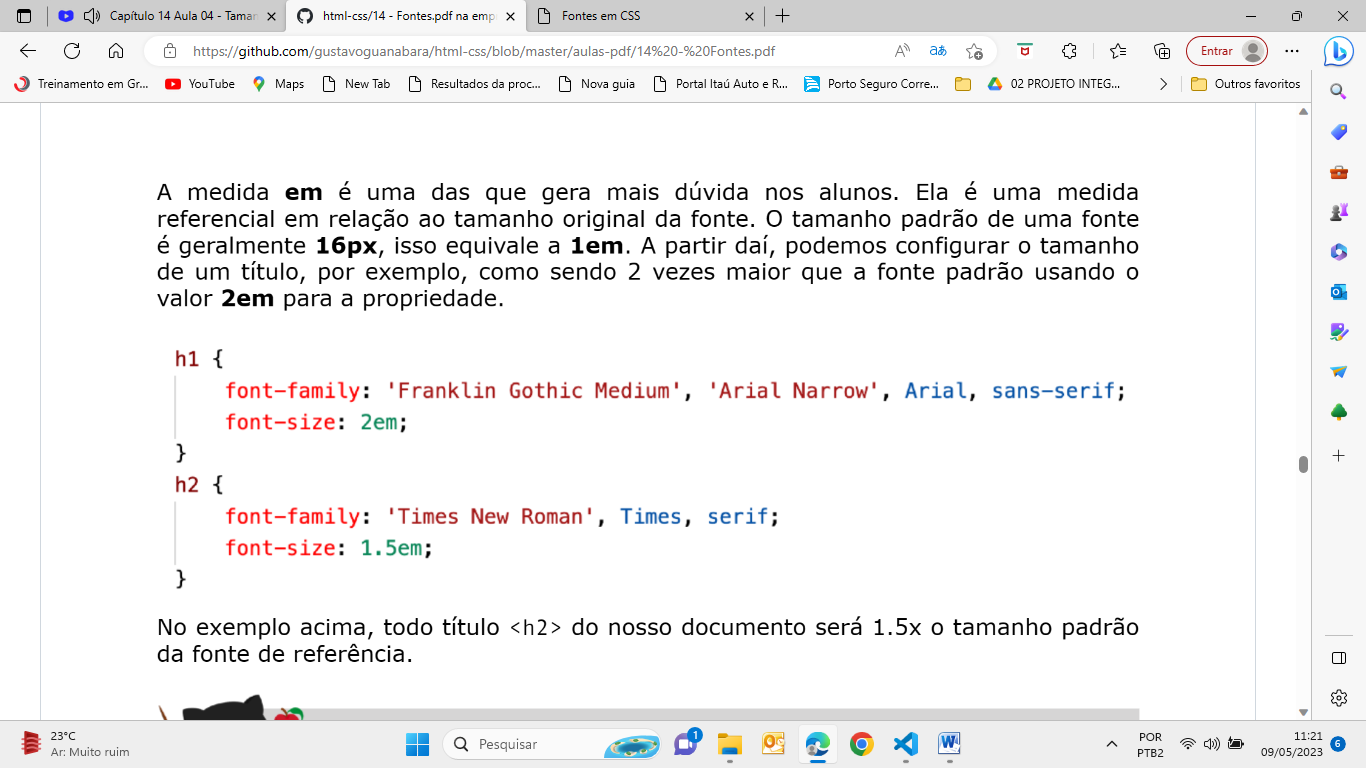 Capítulo 14 Aula 04 - Taman
html-css/14 - Fontes.pdf na emp
Fontes em CSS
https://github.com/gustavoguanabara/html-css/blob/master/aulas-pdf/14%20-%20Fontes.pdf
Entrar
Treinamento em Gr...
YouTube
Maps
New Tab
Resultados da proc...
Nova guia
Portal Itaú Auto e R...
Porto Seguro Corre...
02 PROJETO INTEG...
Outros favoritos
A medida em é uma das que gera mais dúvida nos alunos. Ela é uma medida
referencial em relação ao tamanho original da fonte. O tamanho padrão de uma fonte
é geralmente 16px, isso equivale a 1em. A partir daí, podemos configurar o tamanho
de um título, por exemplo, como sendo 2 vezes maior que a fonte padrão usando o
valor 2em para a propriedade.
h1 {
font-family: 'Franklin Gothic Medium', 'Arial Narrow', Arial, sans-serif;
font-size: 2em;
}
h2 {
font-family: 'Times New Roman', Times, serif;
font-size: 1.5em;
}
No exemplo acima, todo título <h2> do nosso documento será 1.5x o tamanho padrão
da fonte de referência.
23°C
Ar: Muito ruim
Pesquisar
1
POR
PTB2
11:21
09/05/2023
6